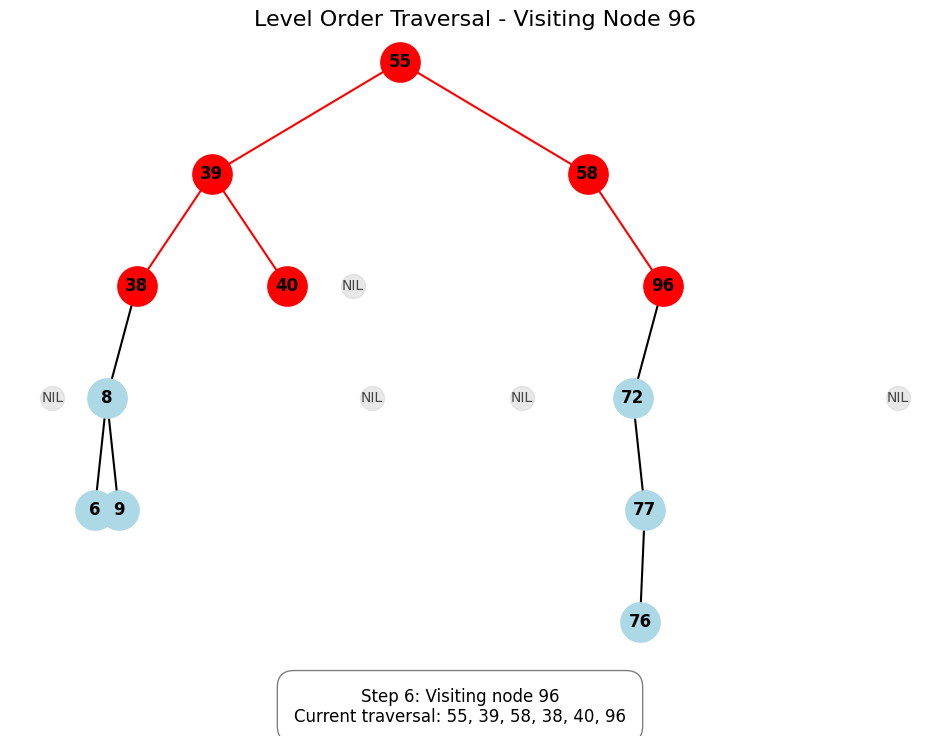 Level Order Traversal - Visiting Node 96
55
39
58
38
40
NIL
96
NIL
8
NIL
NIL
72
NIL
6
9
77
76
Step 6: Visiting node 96
Current traversal: 55, 39, 58, 38, 40, 96